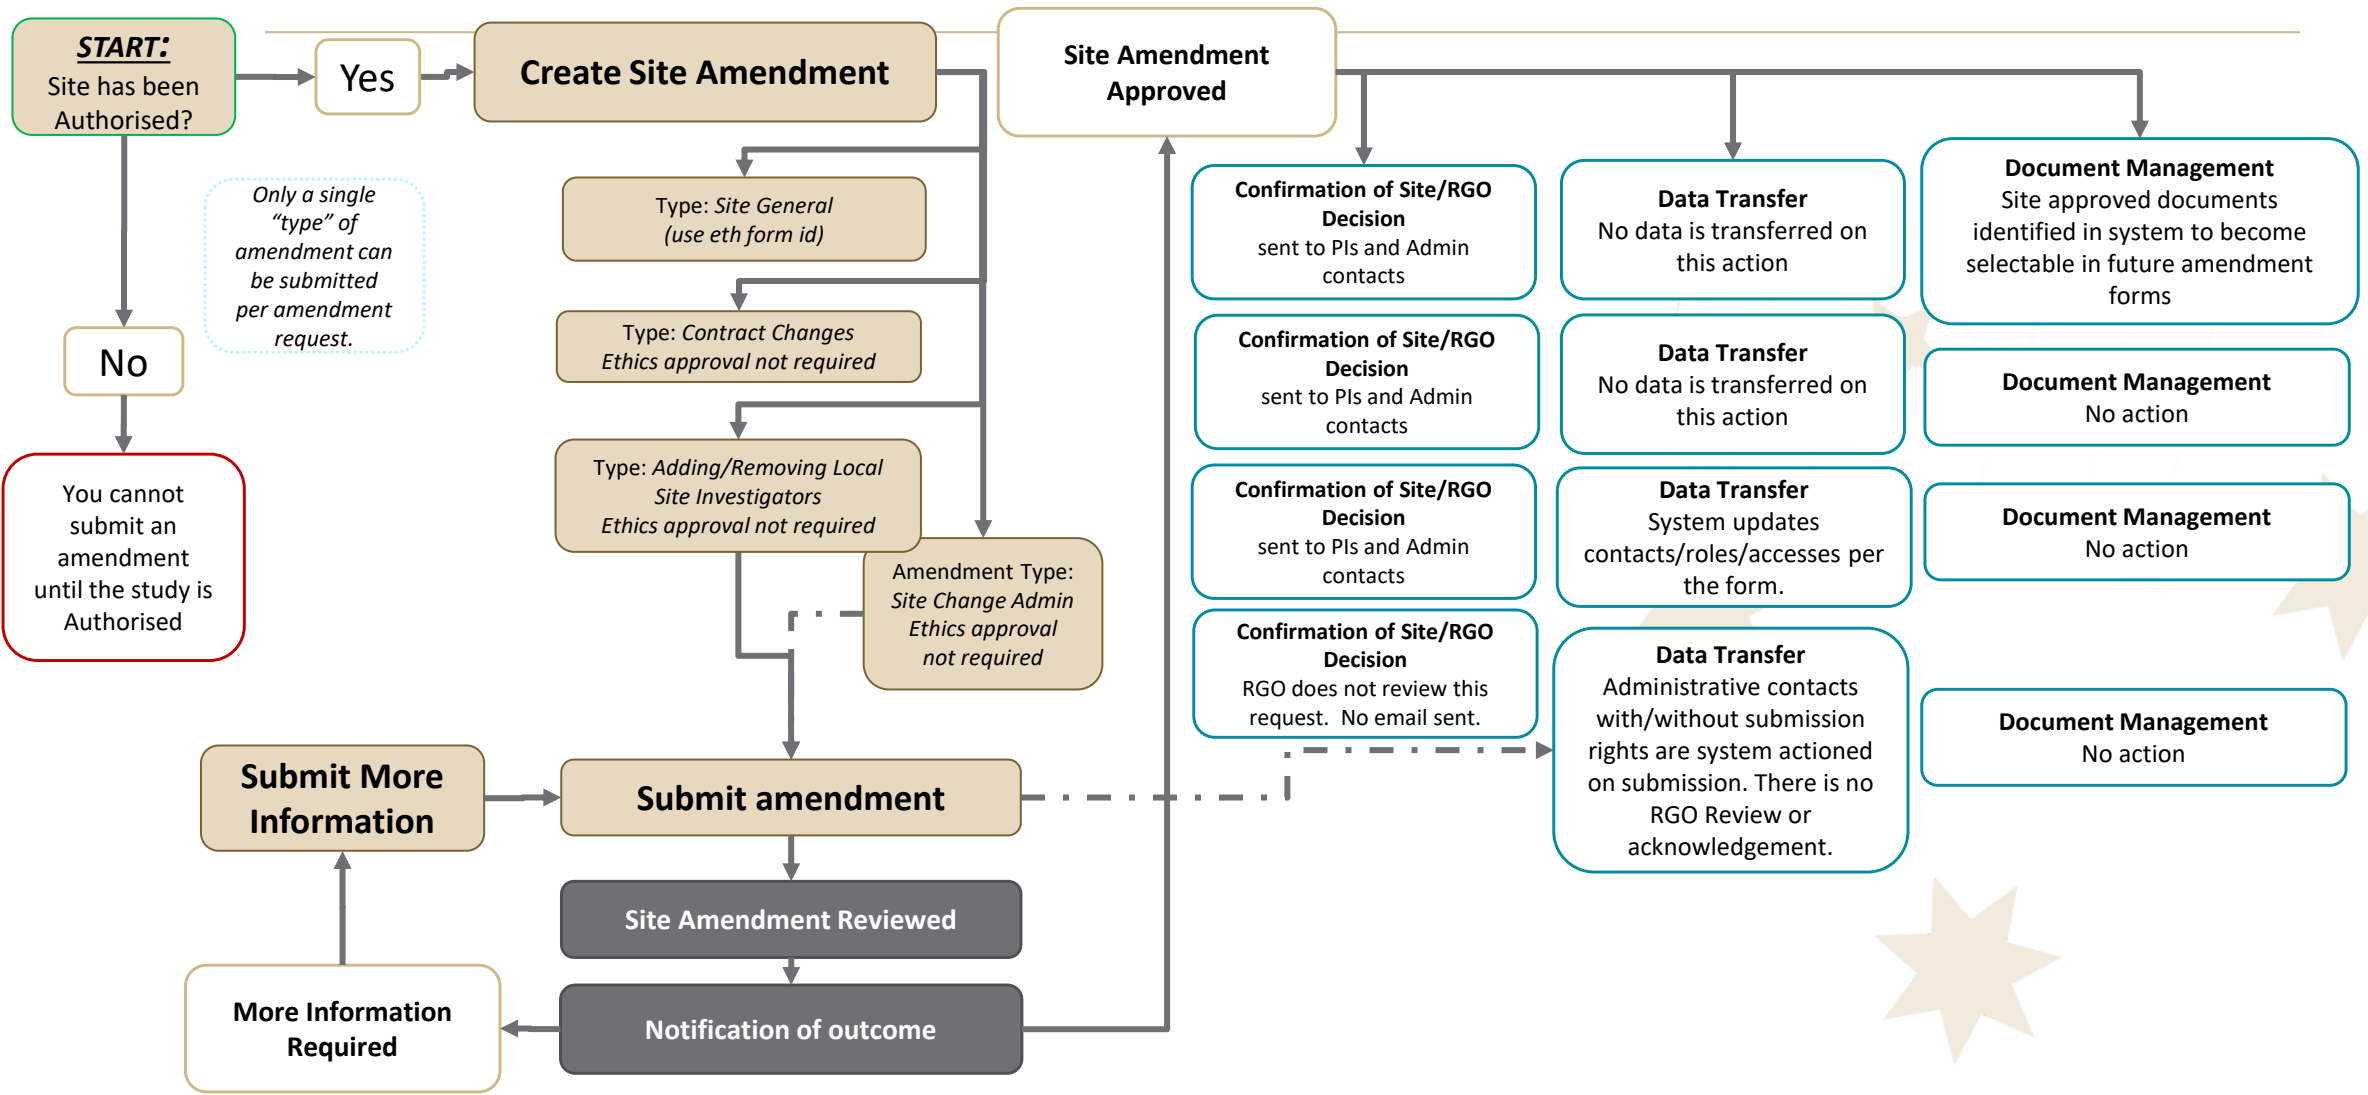 START:
Site has been
Authorised?
Yes
Create Site Amendment
Site Amendment
Approved
Only a single
“type” of
amendment can
be submitted
per amendment
request.
No
You cannot
submit an
amendment
until the study is
Authorised
Type: Site General
(use eth form id)
Type: Contract Changes
Ethics approval not required
Type: Adding/Removing Local
Site Investigators
Ethics approval not required
Amendment Type:
Site Change Admin
Ethics approval
not required
Submit More
Information
Submit amendment
Site Amendment Reviewed
More Information
Required
Notification of outcome
Confirmation of Site/RGO
Decision
sent to PIs and Admin
contacts
Data Transfer
No data is transferred on
this action
Document Management
Site approved documents
identified in system to become
selectable in future amendment
forms
Confirmation of Site/RGO
Decision
sent to PIs and Admin
contacts
Data Transfer
No data is transferred on
this action
Document Management
No action
Confirmation of Site/RGO
Decision
sent to PIs and Admin
contacts
Data Transfer
System updates
contacts/roles/accesses per
the form.
Document Management
No action
Confirmation of Site/RGO
Decision
RGO does not review this
request.  No email sent.
Data Transfer
Administrative contacts
with/without submission
rights are system actioned
on submission. There is no
RGO Review or
acknowledgement.
Document Management
No action